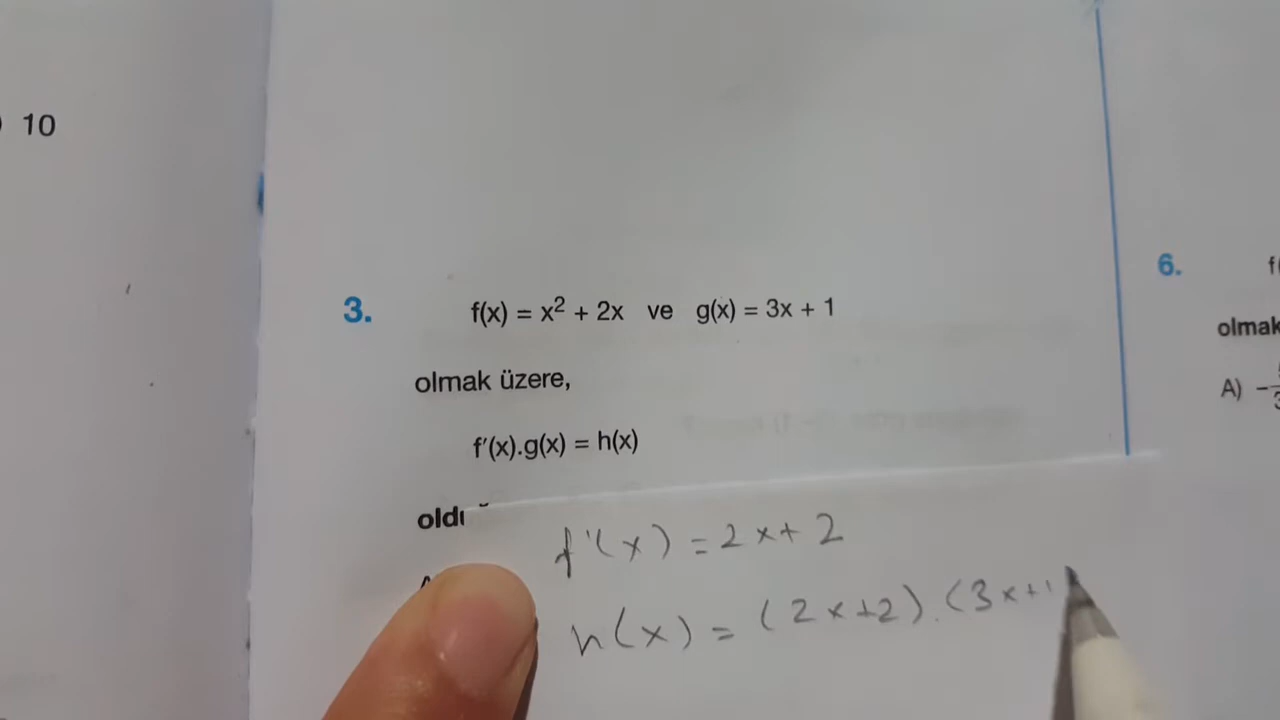 10
3.
f(x) = x² + 2x ve g(x) = 3x + 1
olmak üzere,
f'(x).g(x) = h(x)
f'(x) = 2x + 2
h(x) = (2x+2).(3x+1
6.
olmak
A) -